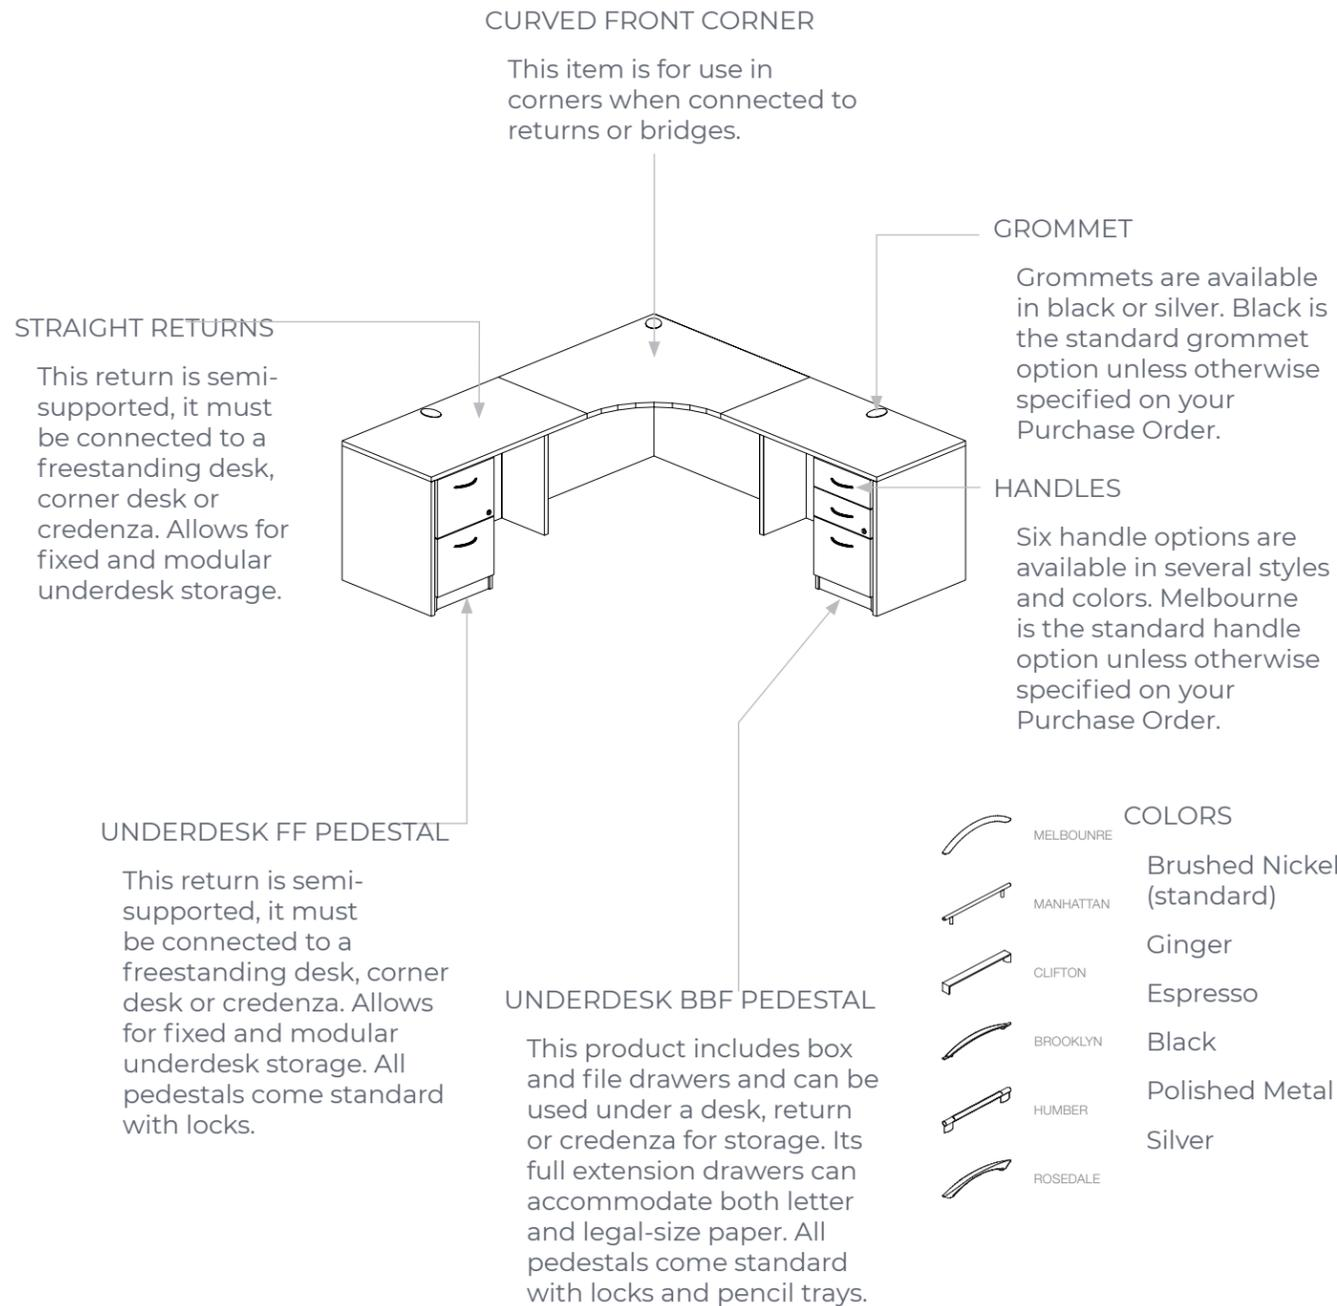 CURVED FRONT CORNER
This item is for use in
corners when connected to
returns or bridges.
GROMMET
Grommets are available
in black or silver. Black is
the standard grommet
option unless otherwise
specified on your
Purchase Order.
STRAIGHT RETURNS
This return is semi-
supported, it must
be connected to a
freestanding desk,
corner desk or
credenza. Allows for
fixed and modular
underdesk storage.
HANDLES
Six handle options are
available in several styles
and colors. Melbourne
is the standard handle
option unless otherwise
specified on your
Purchase Order.
UNDERDESK FF PEDESTAL
This return is semi-
supported, it must
be connected to a
freestanding desk, corner
desk or credenza. Allows
for fixed and modular
underdesk storage. All
pedestals come standard
with locks.
UNDERDESK BBF PEDESTAL
This product includes box
and file drawers and can be
used under a desk, return
or credenza for storage. Its
full extension drawers can
accommodate both letter
and legal-size paper. All
pedestals come standard
with locks and pencil trays.
MELBOUNRE
MANHATTAN
CLIFTON
BROOKLYN
HUMBER
ROSEDALE
COLORS
Brushed Nickel
(standard)
Ginger
Espresso
Black
Polished Metal
Silver